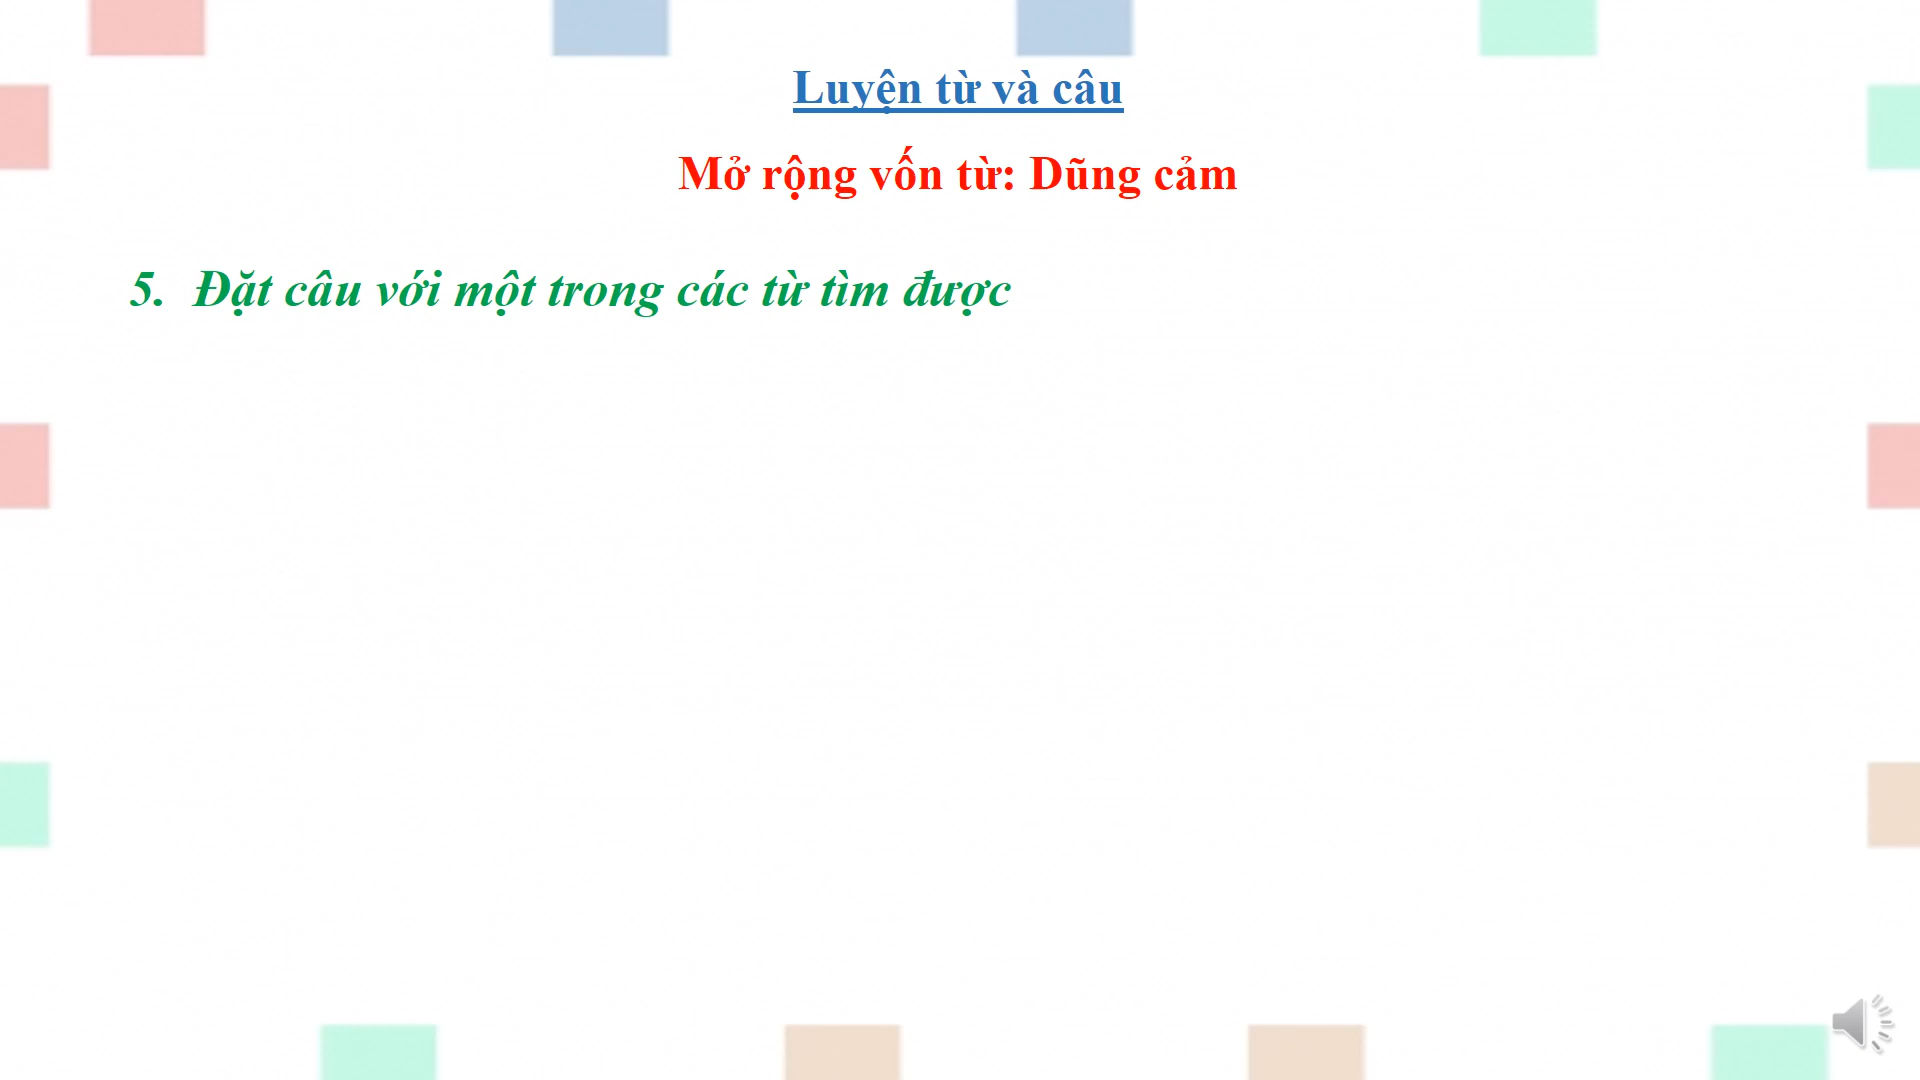 Luyện từ và câu
Mở rộng vốn từ: Dũng cảm
5. Đặt câu với một trong các từ tìm được